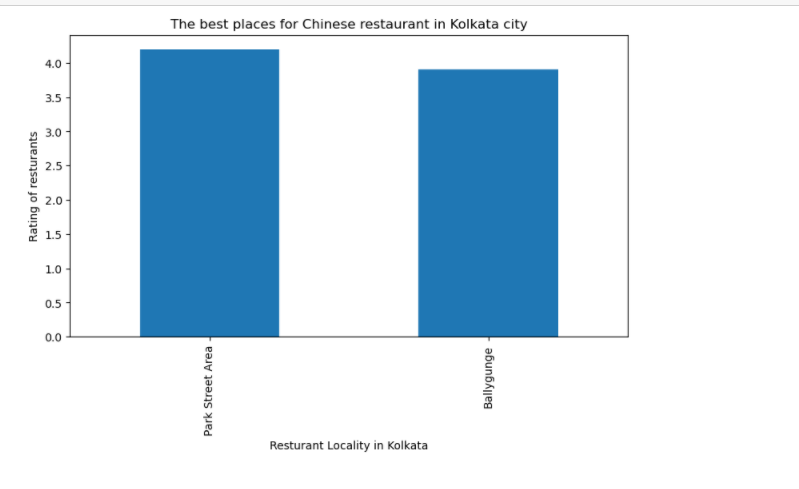 The best places for Chinese restaurant in Kolkata city
Rating of resturants
4.0
3.5
3.0
2.5
2.0
1.5
1.0
0.5
0.0
Park Street Area
Ballygunge
Resturant Locality in Kolkata